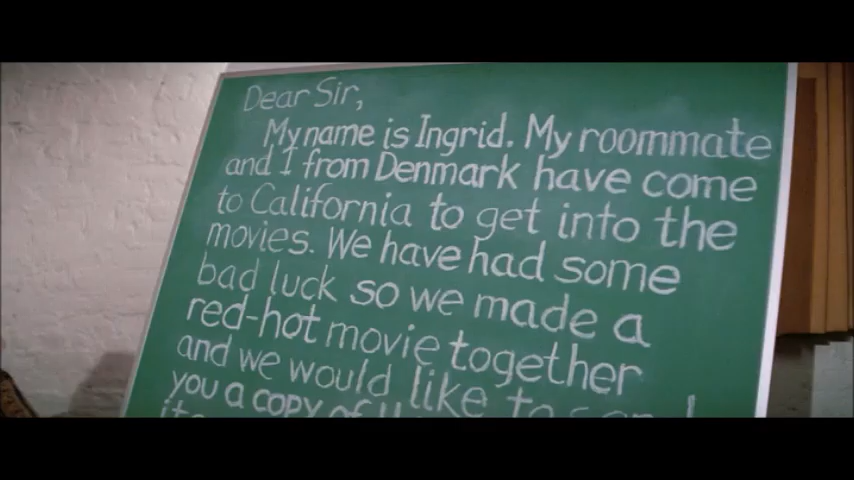 Dear Sir,
My name is Ingrid. My roommate
and I from Denmark have come
to California to get into the
movies. We have had some
bad luck so we made a
red-hot movie together
and we would like to send
you a copy of